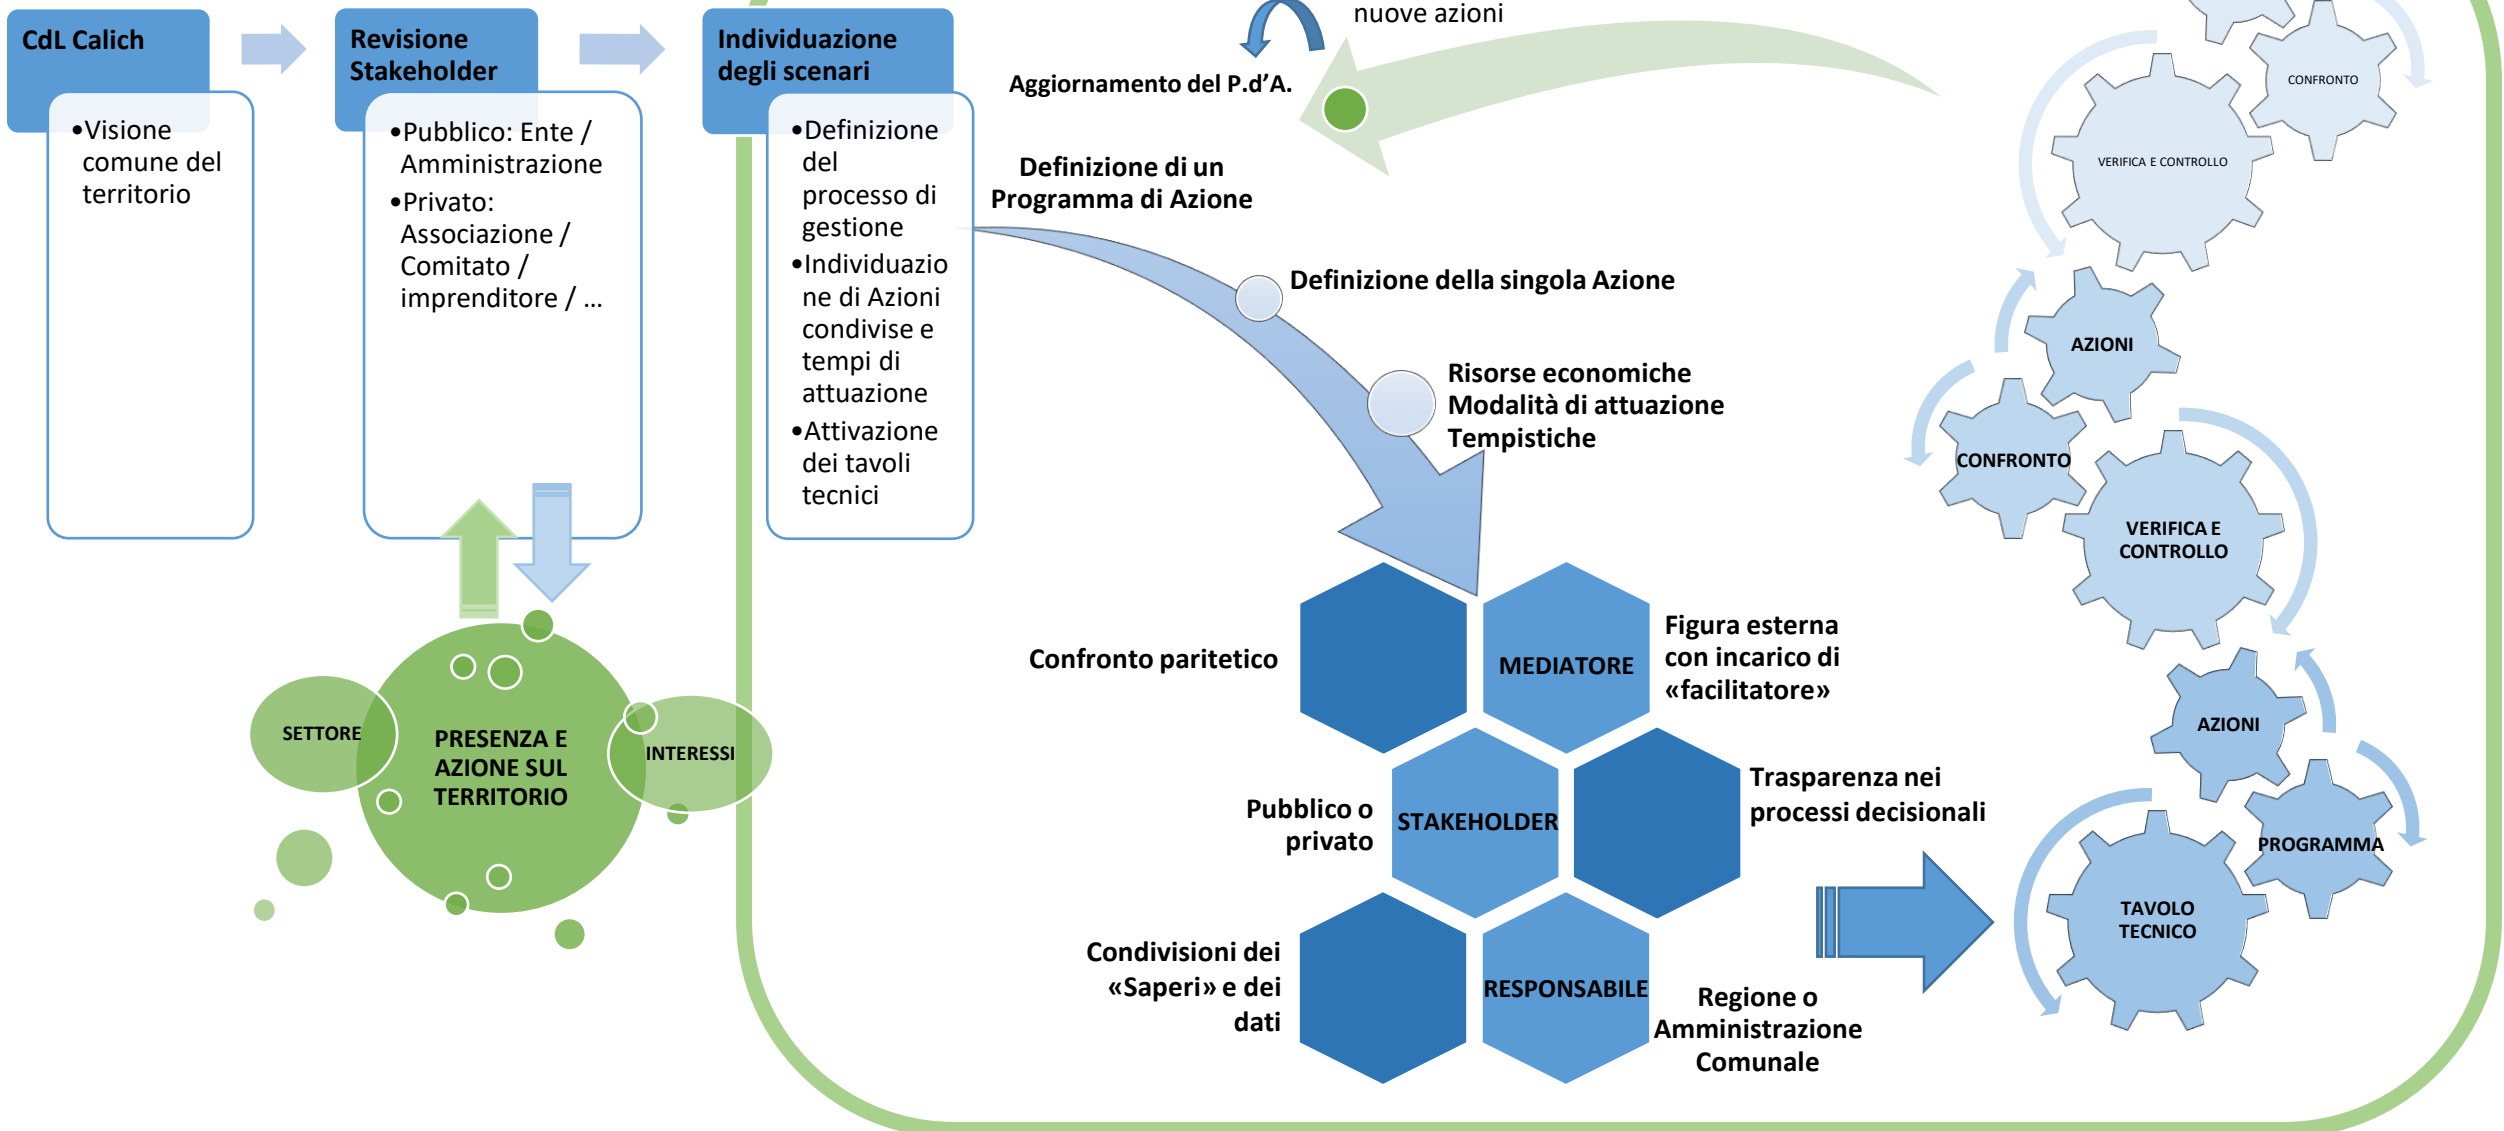 CdL Calich
•Visione
comune del
territorio
Revisione
Stakeholder
•Pubblico: Ente /
Amministrazione
•Privato:
Associazione /
Comitato /
imprenditore / …
Individuazione
degli scenari
•Definizione
del
processo di
gestione
•Individuazio
ne di Azioni
condivise e
tempi di
attuazione
•Attivazione
dei tavoli
tecnici
SETTORE
PRESENZA E
AZIONE SUL
TERRITORIO
INTERESSI
nuove azioni
Aggiornamento del P.d’A.
Definizione di un
Programma di Azione
Definizione della singola Azione
Risorse economiche
Modalità di attuazione
Tempistiche
Confronto paritetico
MEDIATORE
Figura esterna
con incarico di
«facilitatore»
Pubblico o
privato
STAKEHOLDER
Trasparenza nei
processi decisionali
Condivisioni dei
«Saperi» e dei
dati
RESPONSABILE
Regione o
Amministrazione
Comunale
CONFRONTO
VERIFICA E CONTROLLO
AZIONI
CONFRONTO
VERIFICA E
CONTROLLO
AZIONI
PROGRAMMA
TAVOLO
TECNICO